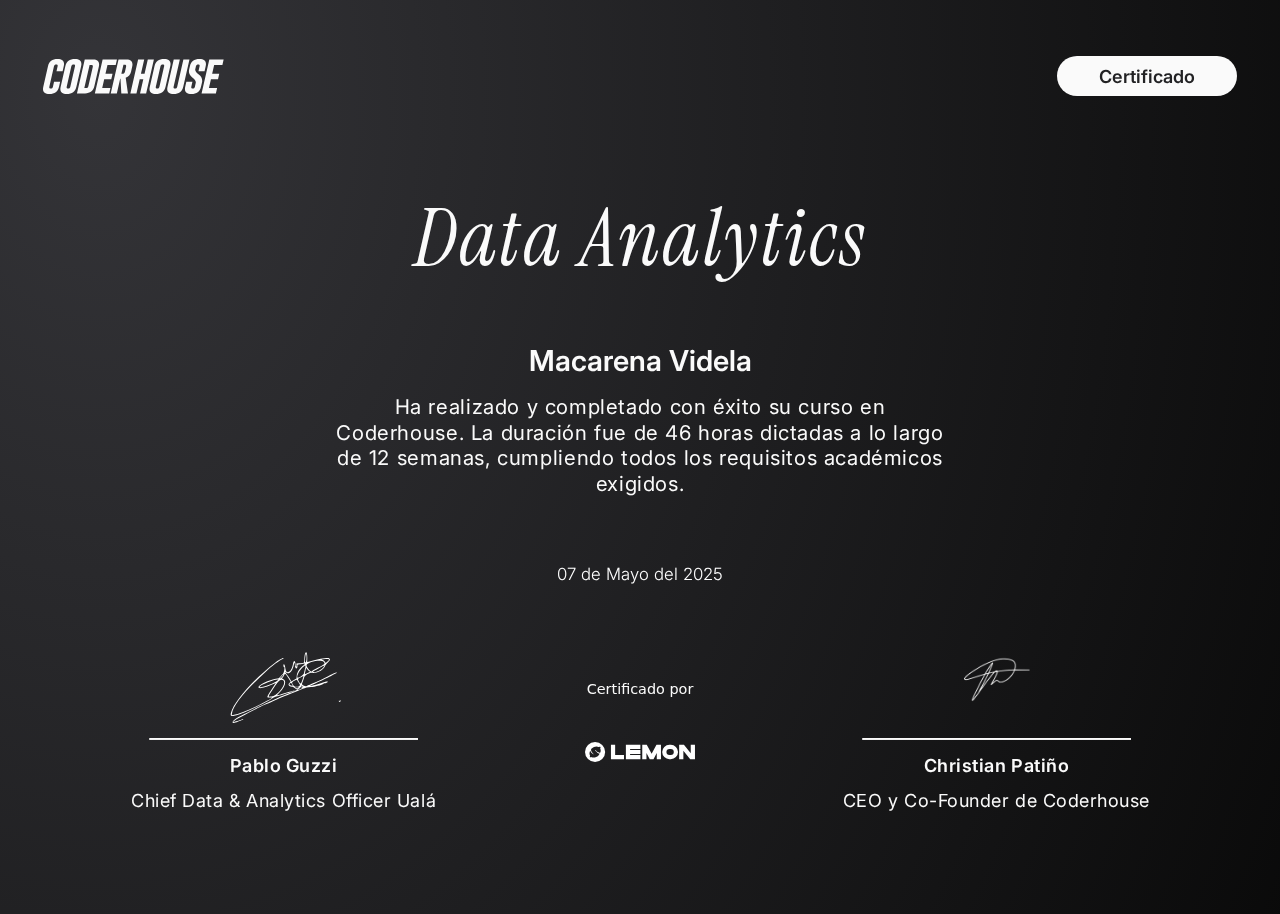 CODERHOUSE
Certificado
Data Analytics
Macarena Videla
Ha realizado y completado con éxito su curso en
Coderhouse. La duración fue de 46 horas dictadas a lo largo
de 12 semanas, cumpliendo todos los requisitos académicos
exigidos.
07 de Mayo del 2025
Certificado por
LEMON
Pablo Guzzi
Chief Data & Analytics Officer Ualá
Christian Patiño
CEO y Co-Founder de Coderhouse